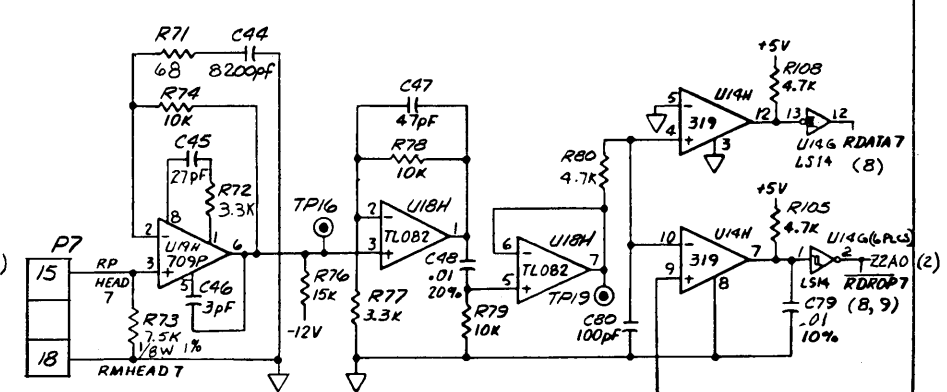 R71
68
C44
8200pf
R74
10K
C45
27pF
R72
3.3K
8
1
2
3
6
5
U19H
709P
C46
3pF
P7
15
18
RP
HEAD
7
R73
7.5K
1/8W 1%
RMHEAD 7
)
TP16
R76
15K
-12V
C47
47pF
R78
10K
2
3
1
U18H
TL082
R77
3.3K
C48
.01
20%
R79
10K
6
5
7
U18H
TL082
TP19
R80
4.7K
C80
100pF
5
4
12
3
U14H
319
+5V
R108
4.7K
13
12
U14G
LS14
RDATA7
(8)
10
9
7
8
U14H
319
+5V
R105
4.7K
1
2
U14G(6PLCS)
LS14
Z2A0 (2)
RDROP7
(8, 9)
C79
.01
10%